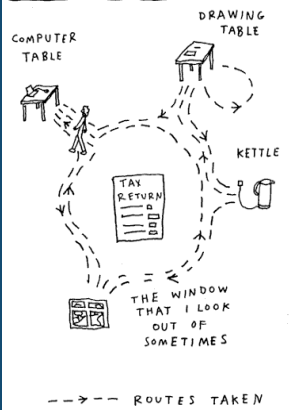 DRAWING
TABLE
COMPUTER
TABLE
KETTLE
TAX
RETURN
THE WINDOW
THAT I LOOK
OUT OF
SOMETIMES
ROUTES TAKEN